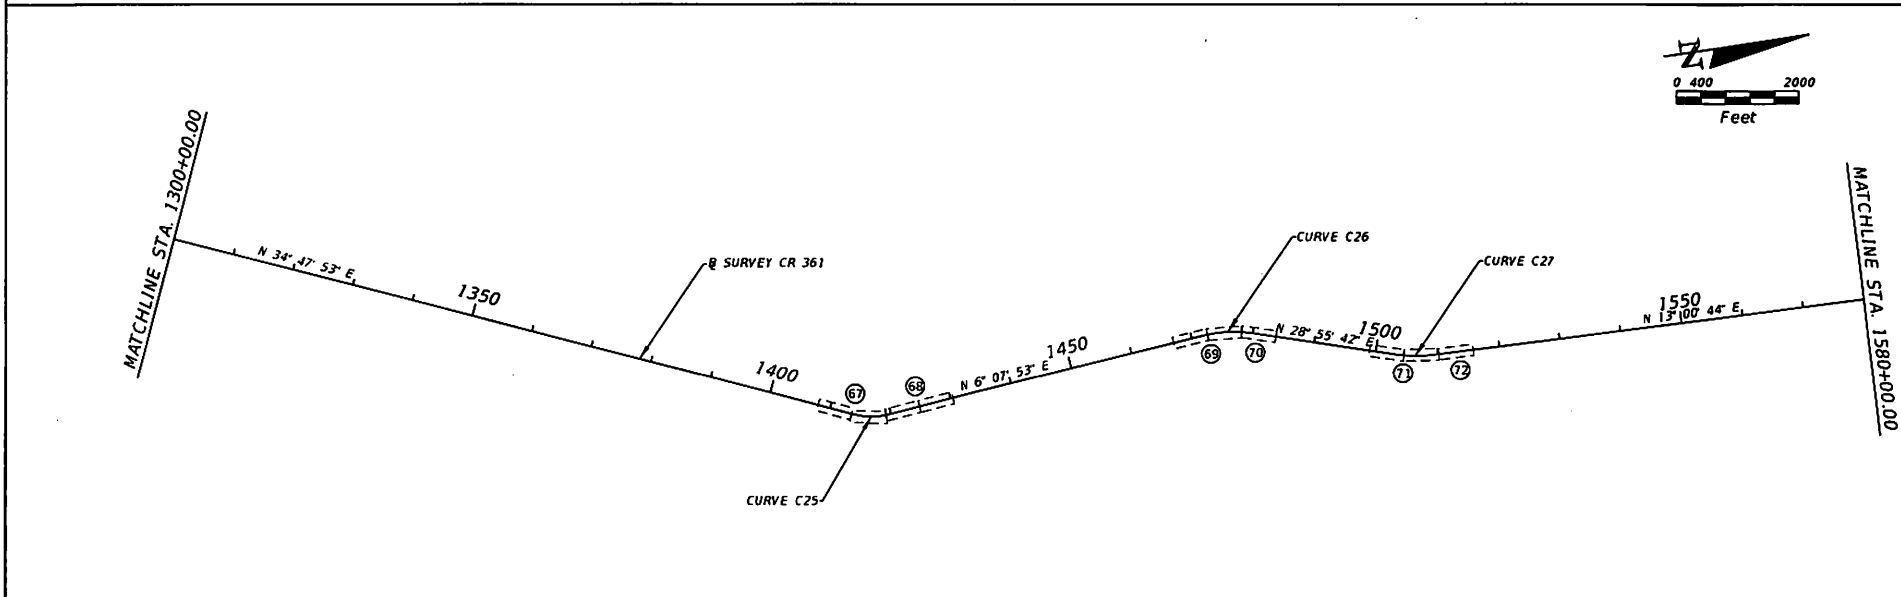 N
0 400 2000
Feet
MATCHLINE STA. 1300+00.00
N 34° 47' 53" E
1350
℄ SURVEY CR 361
1400
67
68
CURVE C25
N 6° 07' 53" E
1450
69
70
CURVE C26
N 28° 55' 42" E
1500
71
72
CURVE C27
1550
N 13° 00' 44" E
MATCHLINE STA. 1580+00.00